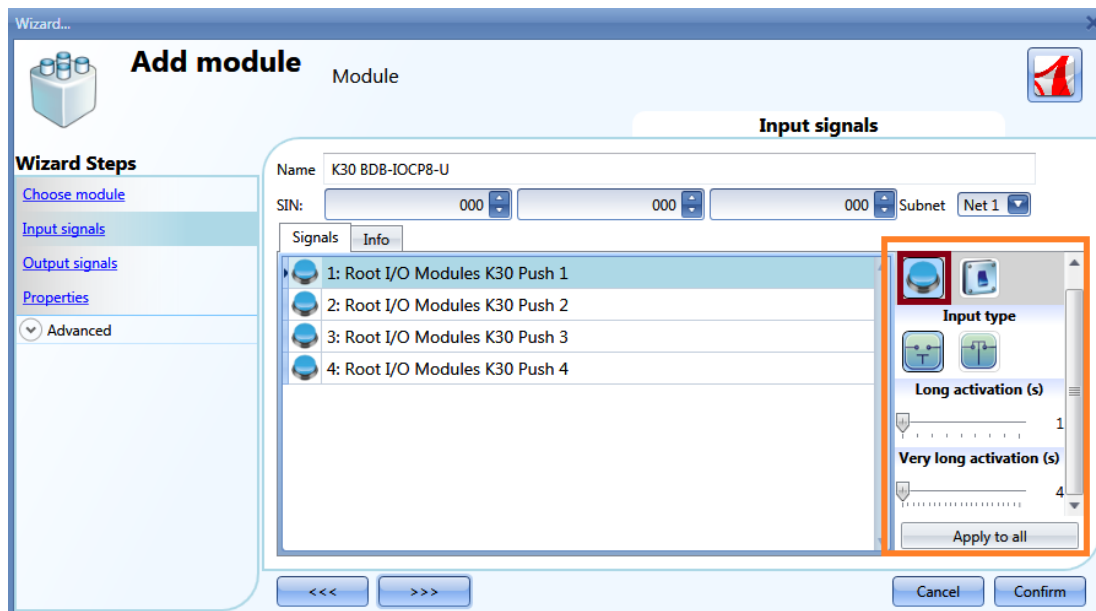 Wizard...
Add module
Module
Input signals
Wizard Steps
Choose module
Input signals
Output signals
Properties
Advanced
Name K30 BDB-IOCP8-U
SIN: 000 000 000 Subnet Net 1
Signals Info
1: Root I/O Modules K30 Push 1
2: Root I/O Modules K30 Push 2
3: Root I/O Modules K30 Push 3
4: Root I/O Modules K30 Push 4
Input type
Long activation (s)
1
Very long activation (s)
4
Apply to all
<<< >>> Cancel Confirm